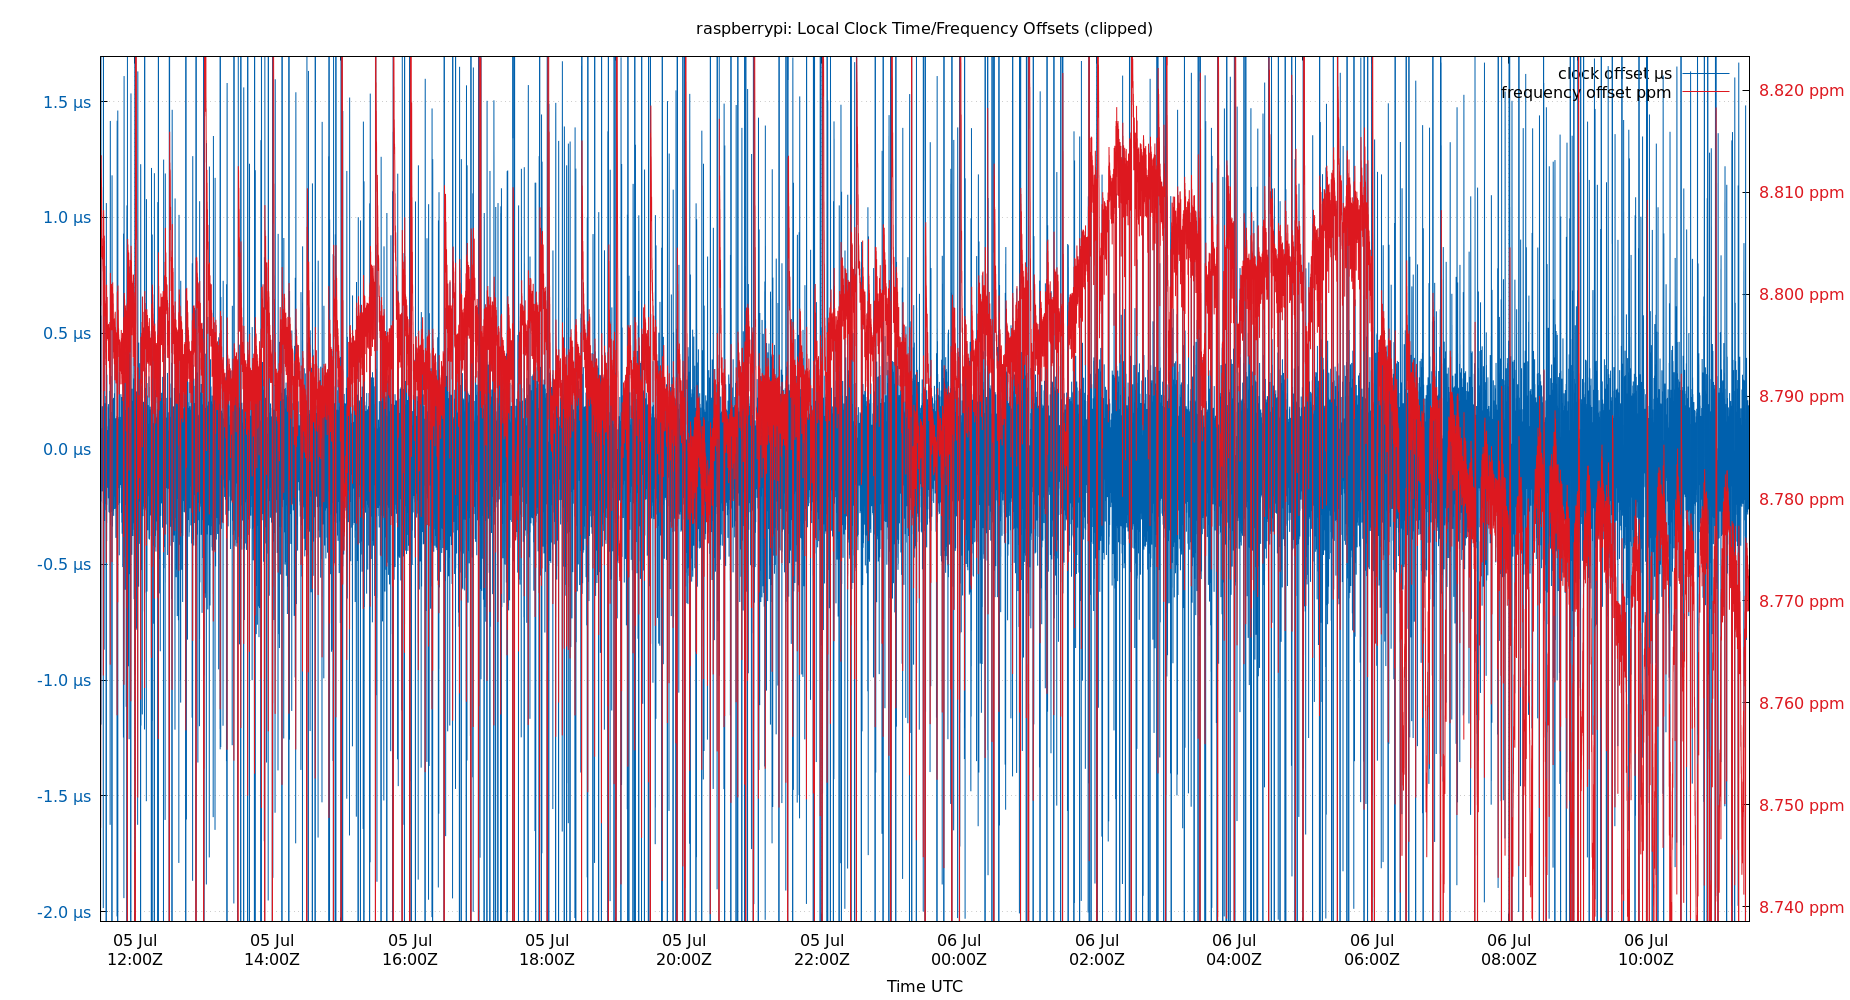 raspberrypi: Local Clock Time/Frequency Offsets (clipped)
clock offset µs
frequency offset ppm
1.5 µs
1.0 µs
0.5 µs
0.0 µs
-0.5 µs
-1.0 µs
-1.5 µs
-2.0 µs
8.820 ppm
8.810 ppm
8.800 ppm
8.790 ppm
8.780 ppm
8.770 ppm
8.760 ppm
8.750 ppm
8.740 ppm
05 Jul 05 Jul 05 Jul 05 Jul 05 Jul 05 Jul 06 Jul 06 Jul 06 Jul 06 Jul 06 Jul 06 Jul
12:00Z 14:00Z 16:00Z 18:00Z 20:00Z 22:00Z 00:00Z 02:00Z 04:00Z 06:00Z 08:00Z 10:00Z
Time UTC